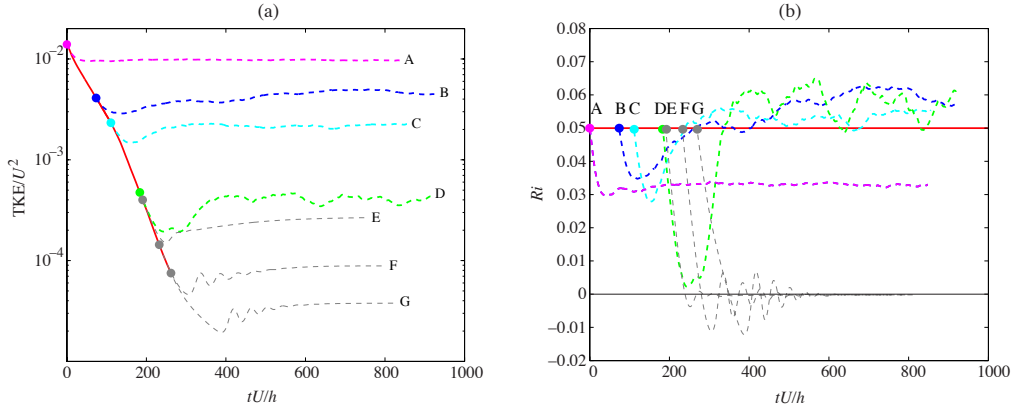 (a)
10^-2
10^-3
10^-4
TKE/U^2
A
B
C
D
E
F
G
0 200 400 600 800 1000
tU/h
(b)
0.08
0.07
0.06
0.05
0.04
0.03
0.02
0.01
0
−0.01
−0.02
Ri
A B C D E F G
0 200 400 600 800 1000
tU/h